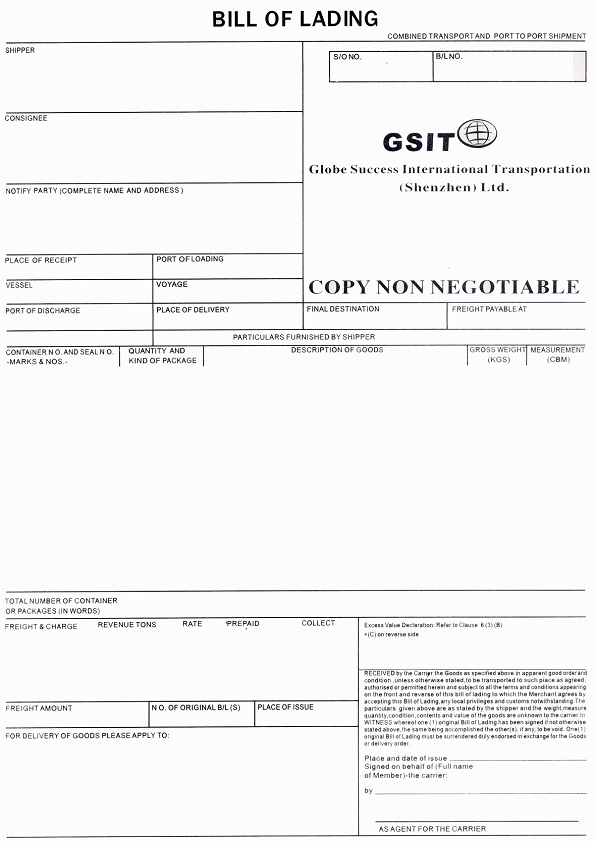 BILL OF LADING
COMBINED TRANSPORT AND PORT TO PORT SHIPMENT
SHIPPER
S/O NO.
B/L NO.
CONSIGNEE
GSIT
Globe Success International Transportation
(Shenzhen) Ltd.
NOTIFY PARTY (COMPLETE NAME AND ADDRESS )
PLACE OF RECEIPT
PORT OF LOADING
VESSEL
VOYAGE
COPY NON NEGOTIABLE
PORT OF DISCHARGE
PLACE OF DELIVERY
FINAL DESTINATION
FREIGHT PAYABLE AT
PARTICULARS FURNISHED BY SHIPPER
CONTAINER N O. AND SEAL N O.
-MARKS & NOS.-
QUANTITY AND
KIND OF PACKAGE
DESCRIPTION OF GOODS
GROSS WEIGHT
(KGS)
MEASUREMENT
(CBM)
TOTAL NUMBER OF CONTAINER
OR PACKAGES (IN WORDS)
FREIGHT & CHARGE
REVENUE TONS
RATE
PREPAID
COLLECT
Excess Value Declaration: Refer to Clause 6 (3) (B)
+(C) on reverse side
RECEIVED by the Carrier the Goods as specified above in apparent good order and
condition ,unless otherwise stated,to be transported to such place as agreed,
authorised or permitted herein and subject to all the terms and conditions appearing
on the front and reverse of this bill of lading to which the Merchant agrees by
accepting this Bill of Lading,any local privileges and customs notwithstanding.The
particulars given above are as stated by the shipper and the weight,measure
quantity,condition,contents and value of the goods are unknown to the carrier.In
WITNESS whereof one (1) original Bill of Lading has been signed if not otherwise
stated above,the same being accomplished the other(s), if any, to be void. One(1)
original Bill of Lading must be surrendered duly endorsed in exchange for the Goods
or delivery order.
FREIGHT AMOUNT
N O. OF ORIGINAL B/L (S)
PLACE OF ISSUE
FOR DELIVERY OF GOODS PLEASE APPLY TO:
Place and date of issue
Signed on behalf of (Full name
of Member)-the carrier:
by
AS AGENT FOR THE CARRIER